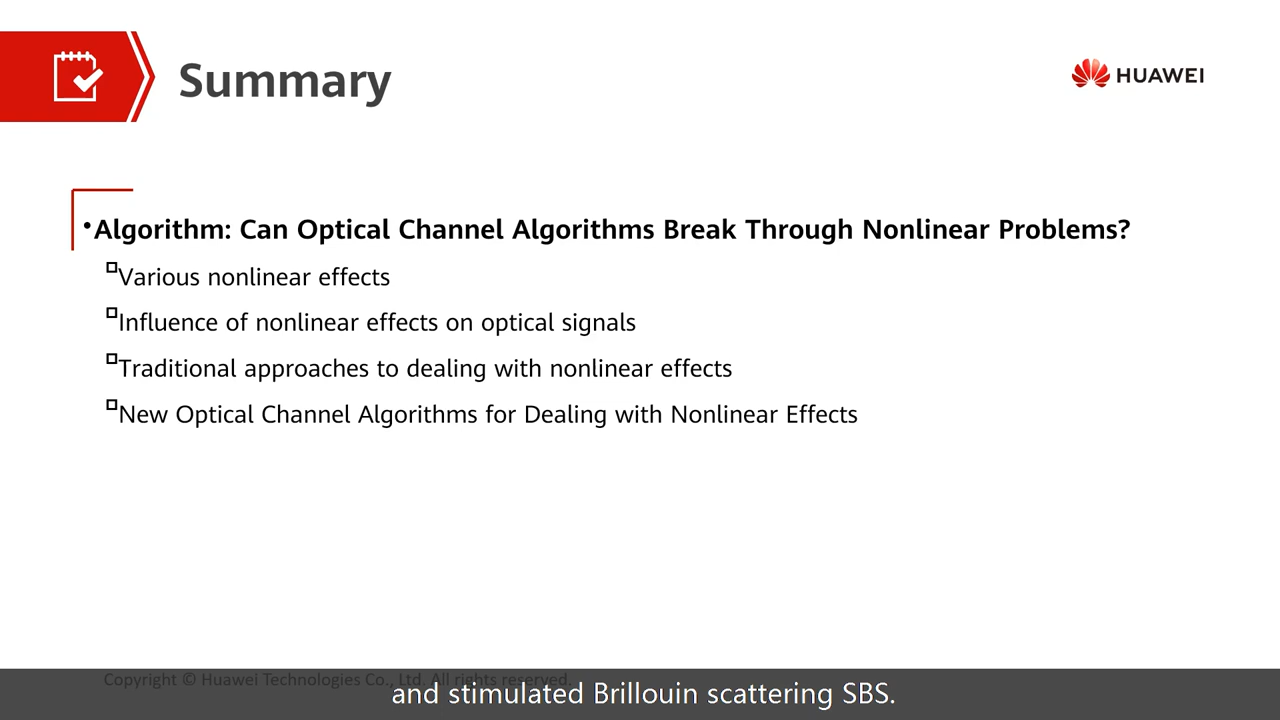 Summary
HUAWEI
•Algorithm: Can Optical Channel Algorithms Break Through Nonlinear Problems?
Various nonlinear effects
Influence of nonlinear effects on optical signals
Traditional approaches to dealing with nonlinear effects
New Optical Channel Algorithms for Dealing with Nonlinear Effects
Copyright © Huawei Technologies Co., Ltd. All rights reserved.
and stimulated Brillouin scattering SBS.